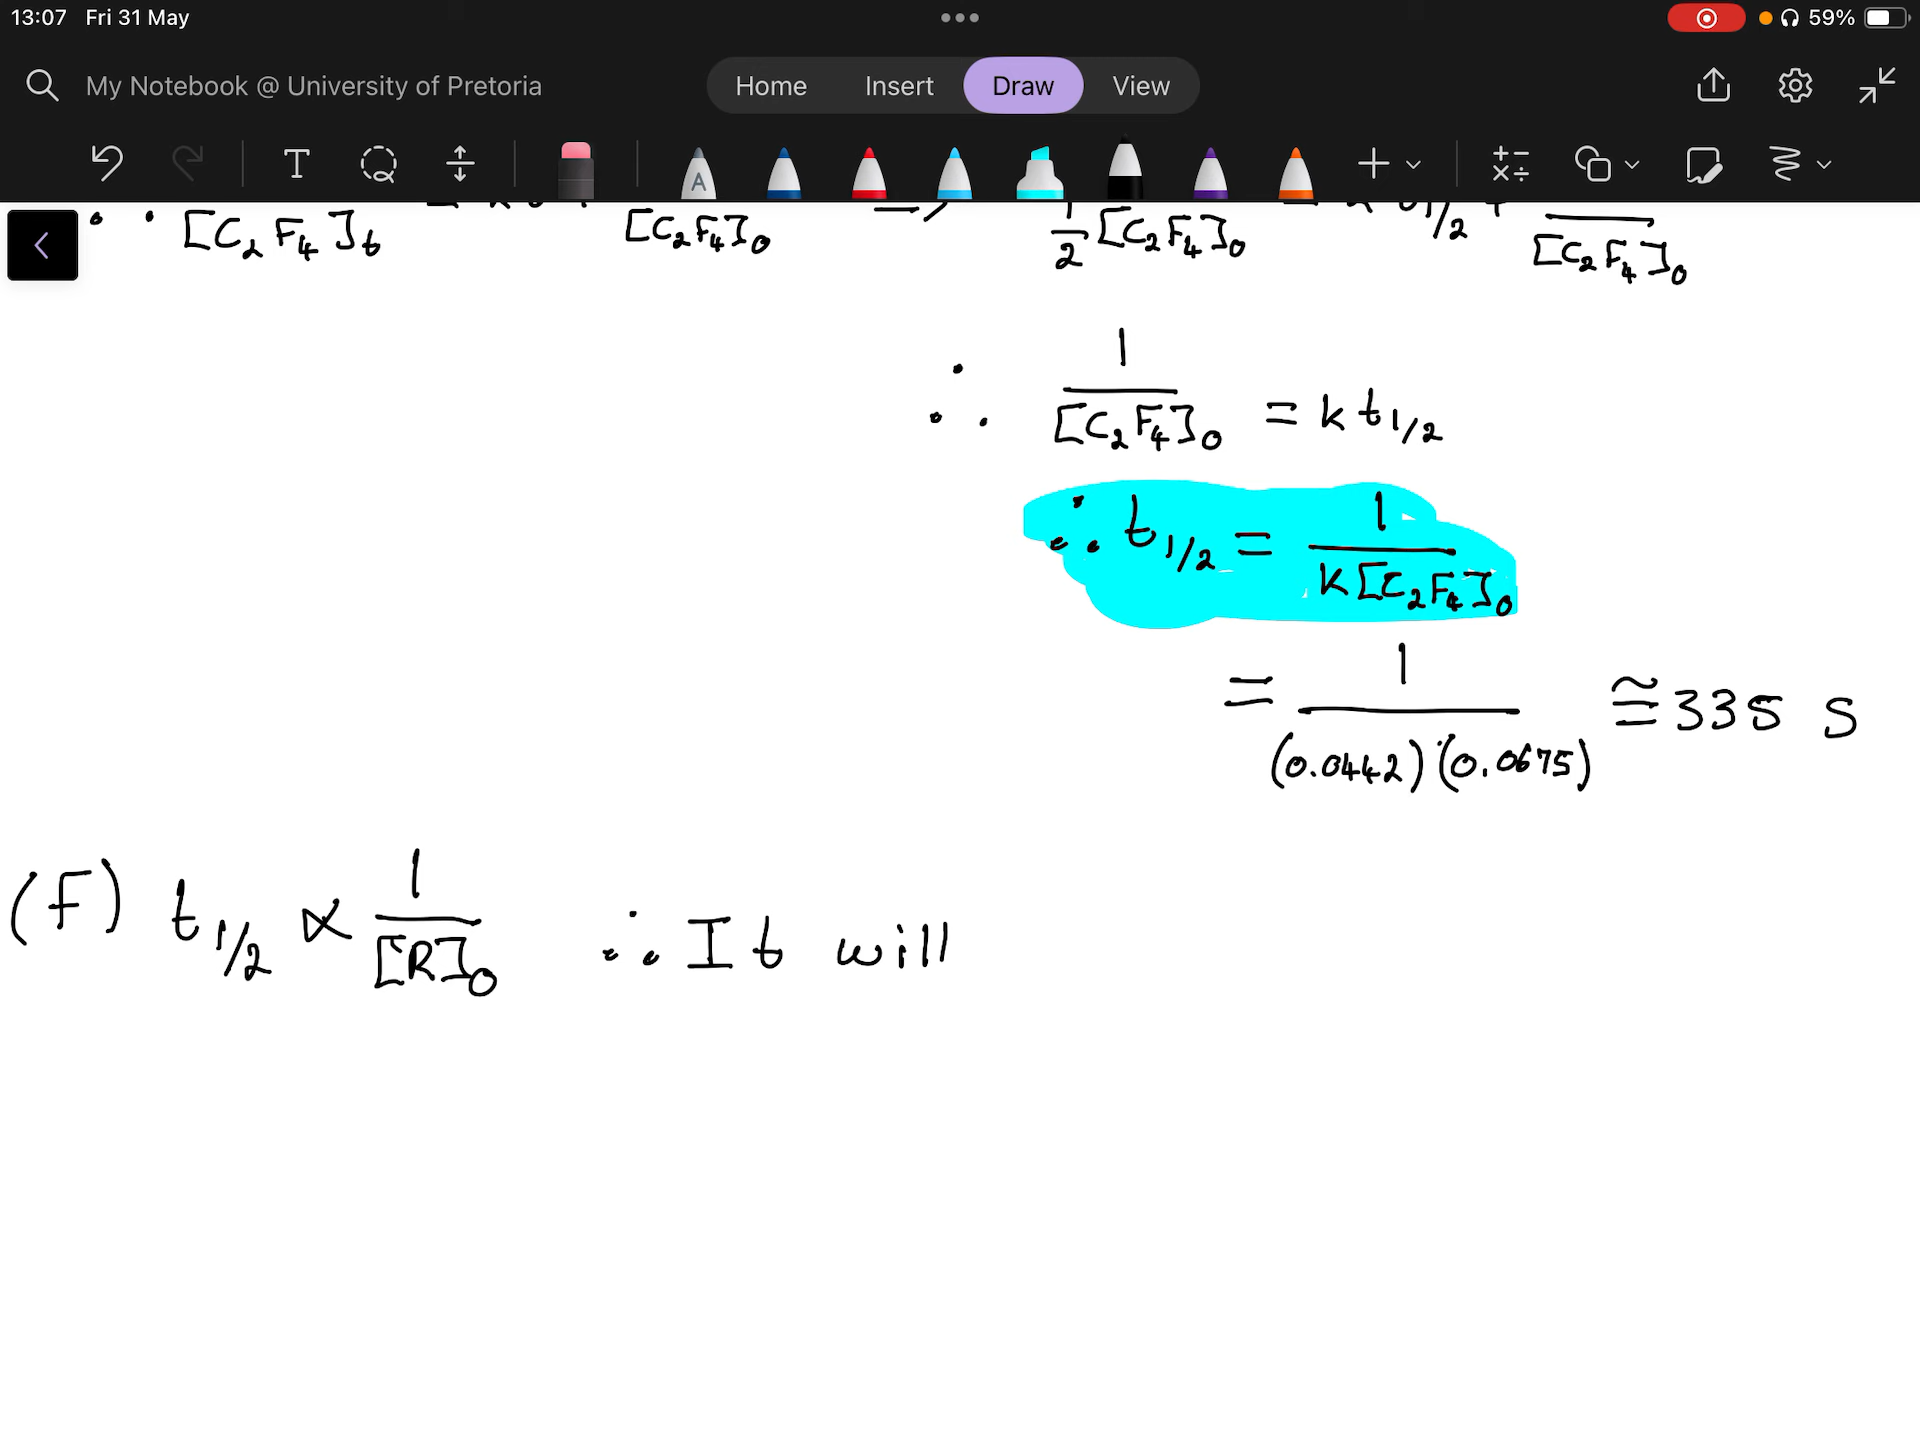 13:07 Fri 31 May 59%
My Notebook @ University of Pretoria Home Insert Draw View
T A
∴ [C₂F₄]t [C₂F₄]₀ ⇒ 1/2[C₂F₄]₀ = k t1/2 + [C₂F₄]₀
∴ 1/[C₂F₄]₀ = k t1/2
∴ t1/2 = 1/(k[C₂F₄]₀)
= 1/((0.0442)(0.0675)) ≅ 335 s
(F) t1/2 ∝ 1/[R]₀ ∴ It will